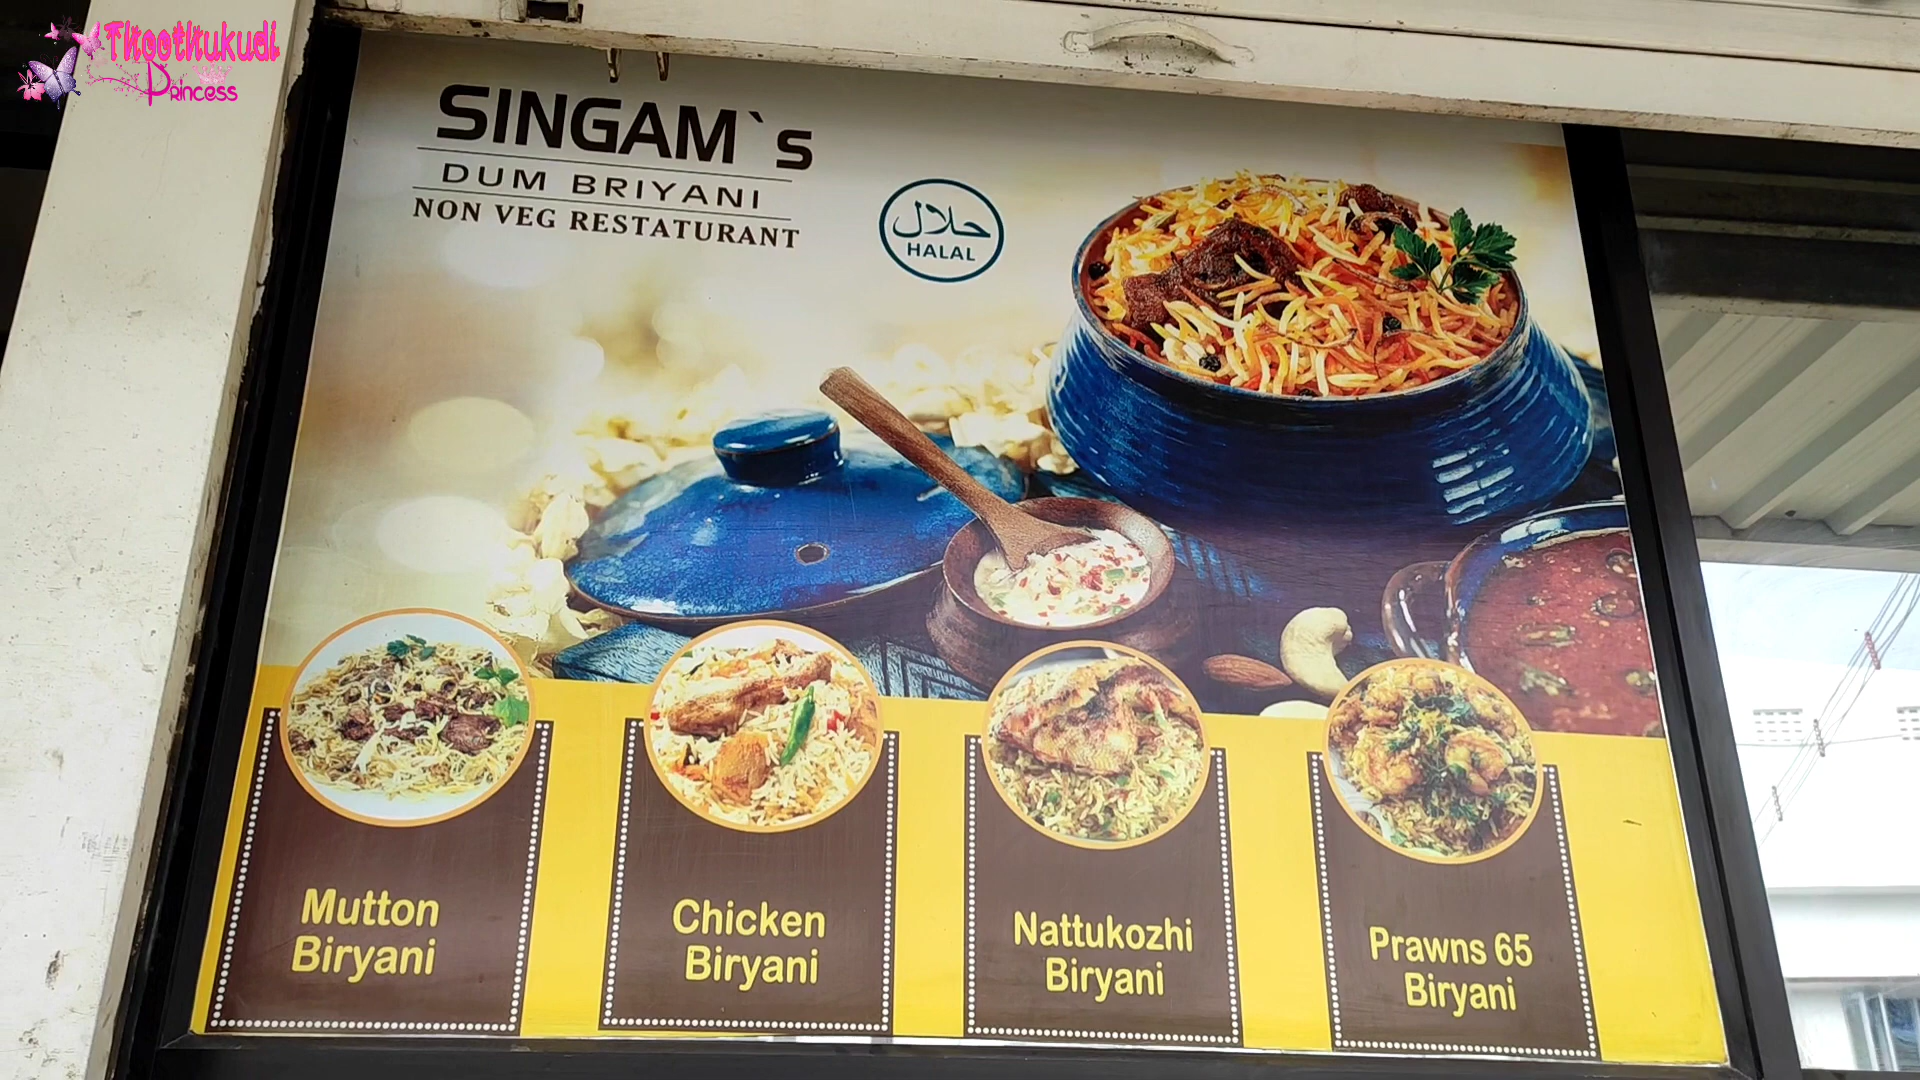 Thoothukudi
Princess
SINGAM`s
DUM BRIYANI
NON VEG RESTATURANT
حلال
HALAL
Mutton
Biryani
Chicken
Biryani
Nattukozhi
Biryani
Prawns 65
Biryani